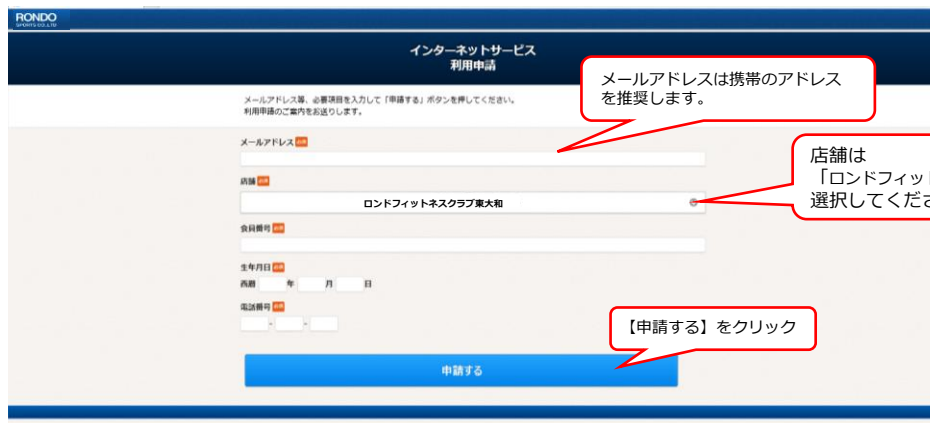 RONDO
SPORTS CO.,LTD
インターネットサービス
利用申請
メールアドレスは携帯のアドレス
を推奨します。
メールアドレス等、必要項目を入力して「申請する」ボタンを押してください。
利用申請のご案内をお送りします。
メールアドレス 必須
店舗は
「ロンドフィット
選択してくださ
店舗 必須
ロンドフィットネスクラブ東大和
会員番号 必須
生年月日 必須
西暦 年 月 日
電話番号 必須
- -
【申請する】をクリック
申請する